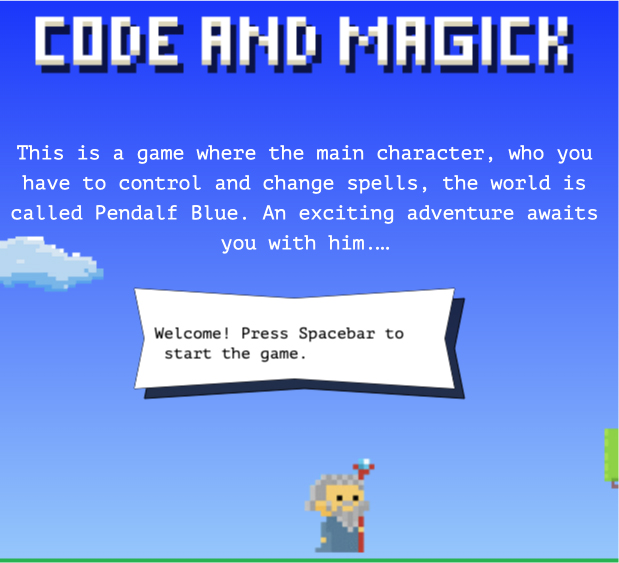 CODE AND MAGICK
This is a game where the main character, who you
have to control and change spells, the world is
called Pendalf Blue. An exciting adventure awaits
you with him.…
Welcome! Press Spacebar to
start the game.